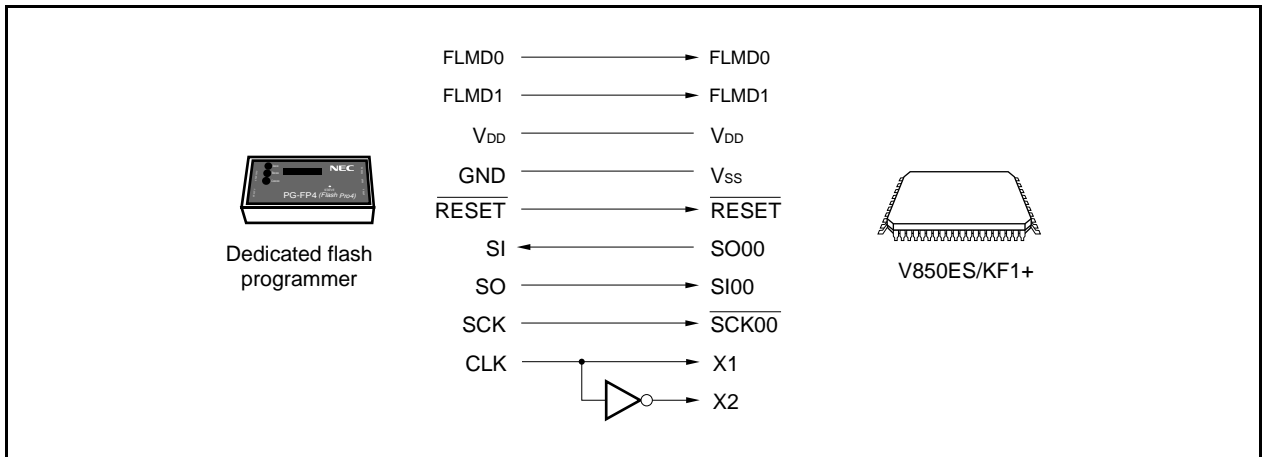 FLMD0 FLMD0
FLMD1 FLMD1
VDD VDD
GND VSS
RESET RESET
SI SO00
SO SI00
SCK SCK00
CLK X1
X2
NEC
PG-FP4 (Flash Pro4)
Dedicated flash
programmer
V850ES/KF1+